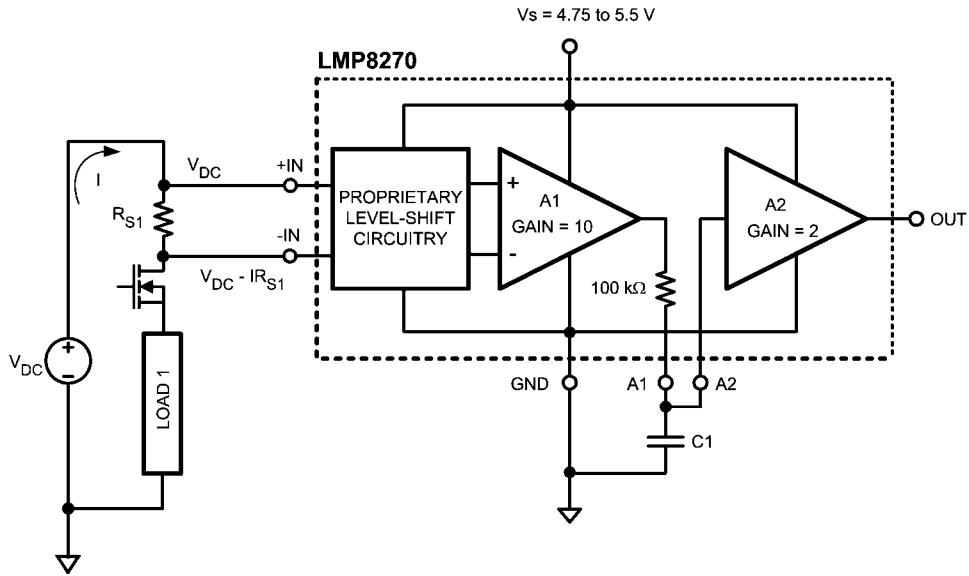 Vs = 4.75 to 5.5 V
LMP8270
I
V_DC
+IN
R_S1
PROPRIETARY
LEVEL-SHIFT
CIRCUITRY
+
A1
GAIN = 10
-
A2
GAIN = 2
OUT
-IN
V_DC - IR_S1
100 kΩ
V_DC
+
-
LOAD 1
GND
A1
A2
C1